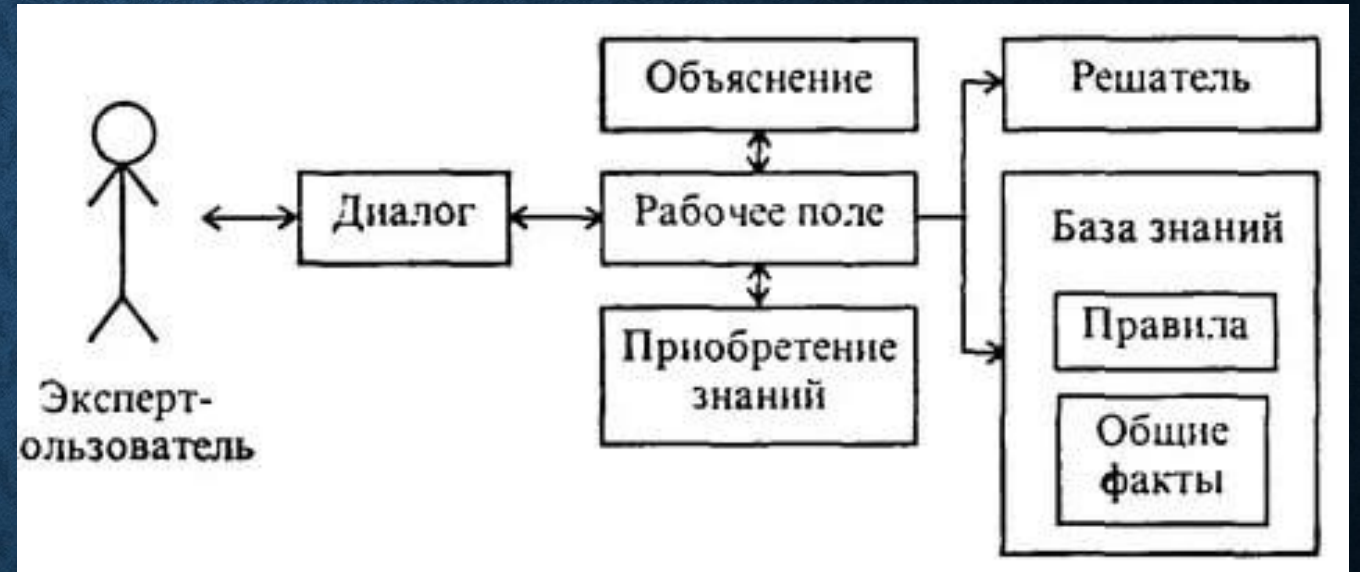 Объяснение
Решатель
Диалог
Рабочее поле
База знаний
Правила
Приобретение
знаний
Общие
факты
Эксперт-
ользователь